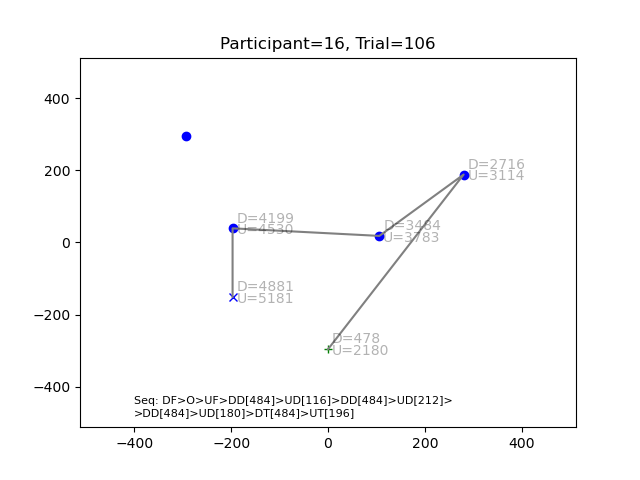 Participant=16, Trial=106
400
200
0
−200
−400
D=2716
U=3114
D=4199
U=4530
D=3484
U=3783
D=4881
U=5181
D=478
U=2180
Seq: DF>O>UF>DD[484]>UD[116]>DD[484]>UD[212]>
>DD[484]>UD[180]>DT[484]>UT[196]
−400 −200 0 200 400